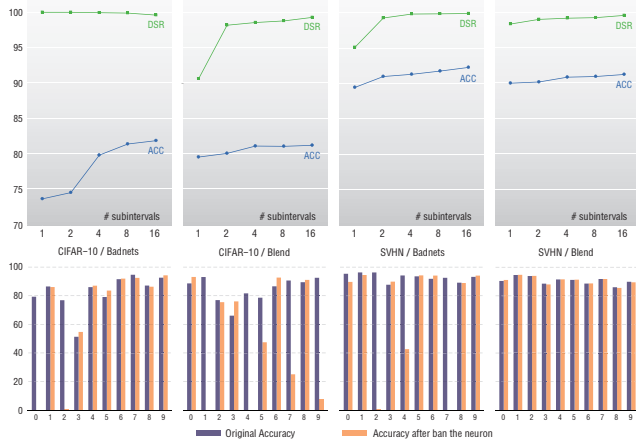 100
95
90
85
80
75
70
DSR
ACC
# subintervals
1 2 4 8 16
CIFAR–10 / Badnets
DSR
ACC
# subintervals
1 2 4 8 16
CIFAR–10 / Blend
DSR
ACC
# subintervals
1 2 4 8 16
SVHN / Badnets
DSR
ACC
# subintervals
1 2 4 8 16
SVHN / Blend
100
80
60
40
20
0
0 1 2 3 4 5 6 7 8 9
0 1 2 3 4 5 6 7 8 9
0 1 2 3 4 5 6 7 8 9
0 1 2 3 4 5 6 7 8 9
Original Accuracy
Accuracy after ban the neuron